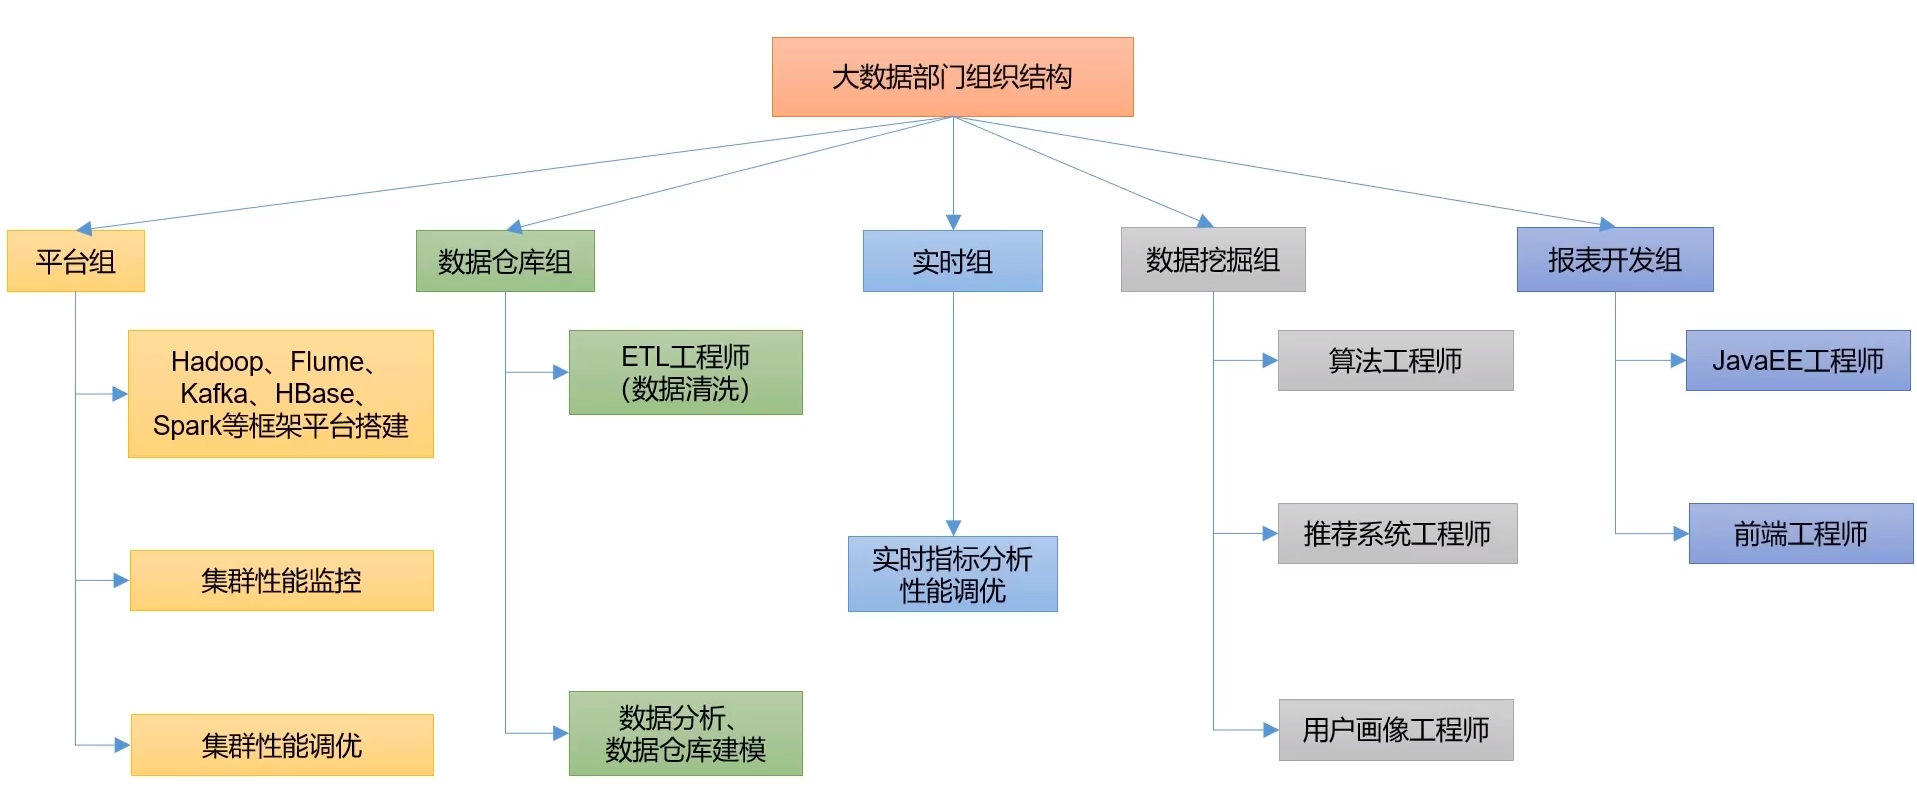 大数据部门组织结构
平台组
数据仓库组
实时组
数据挖掘组
报表开发组
Hadoop、Flume、
Kafka、HBase、
Spark等框架平台搭建
集群性能监控
集群性能调优
ETL工程师
（数据清洗）
数据分析、
数据仓库建模
实时指标分析
性能调优
算法工程师
推荐系统工程师
用户画像工程师
JavaEE工程师
前端工程师